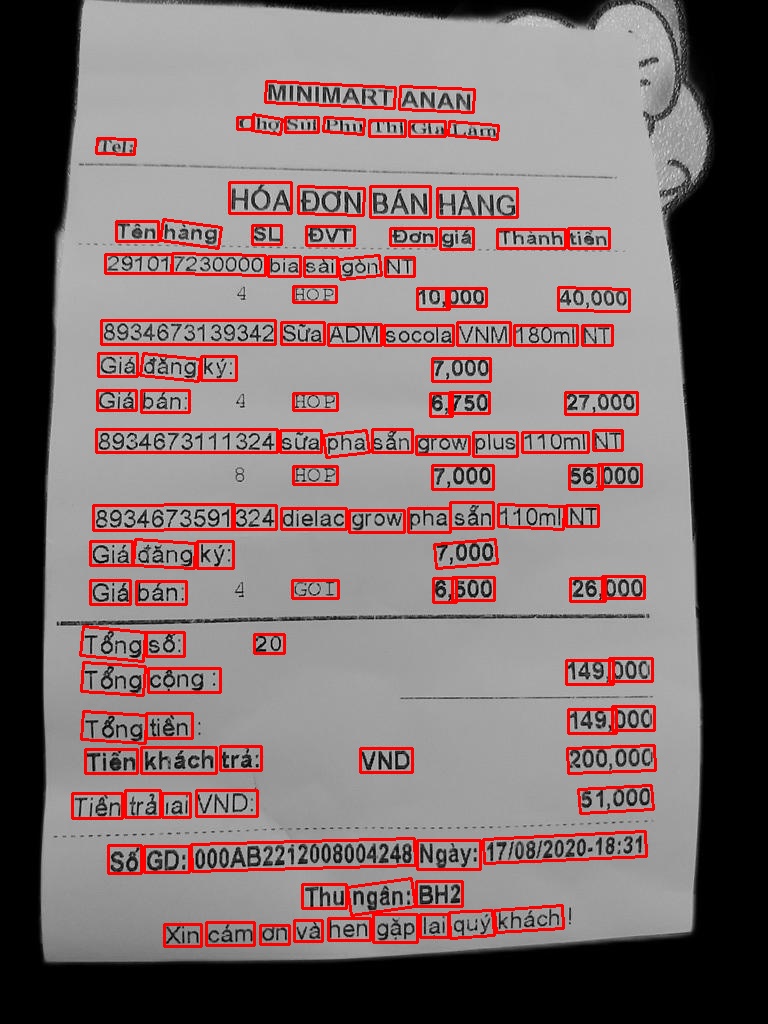 MINIMART ANAN
Chợ Sủi Phú Thị Gia Lâm
Tel:
HÓA ĐƠN BÁN HÀNG
Tên hàng SL ĐVT Đơn giá Thành tiền
291017230000 bia sài gòn NT
4 HOP 10,000 40,000
8934673139342 Sữa ADM socola VNM 180ml NT
Giá đăng ký: 7,000
Giá bán: 4 HOP 6,750 27,000
8934673111324 sữa pha sẵn grow plus 110ml NT
8 HOP 7,000 56,000
8934673591324 dielac grow pha sẵn 110ml NT
Giá đăng ký: 7,000
Giá bán: 4 GOI 6,500 26,000
Tổng số: 20
Tổng cộng : 149,000
Tổng tiền : 149,000
Tiền khách trả: VND 200,000
Tiền trả lại VND: 51,000
Số GD: 000AB2212008004248 Ngày: 17/08/2020-18:31
Thu ngân: BH2
Xin cám ơn và hẹn gặp lại quý khách !